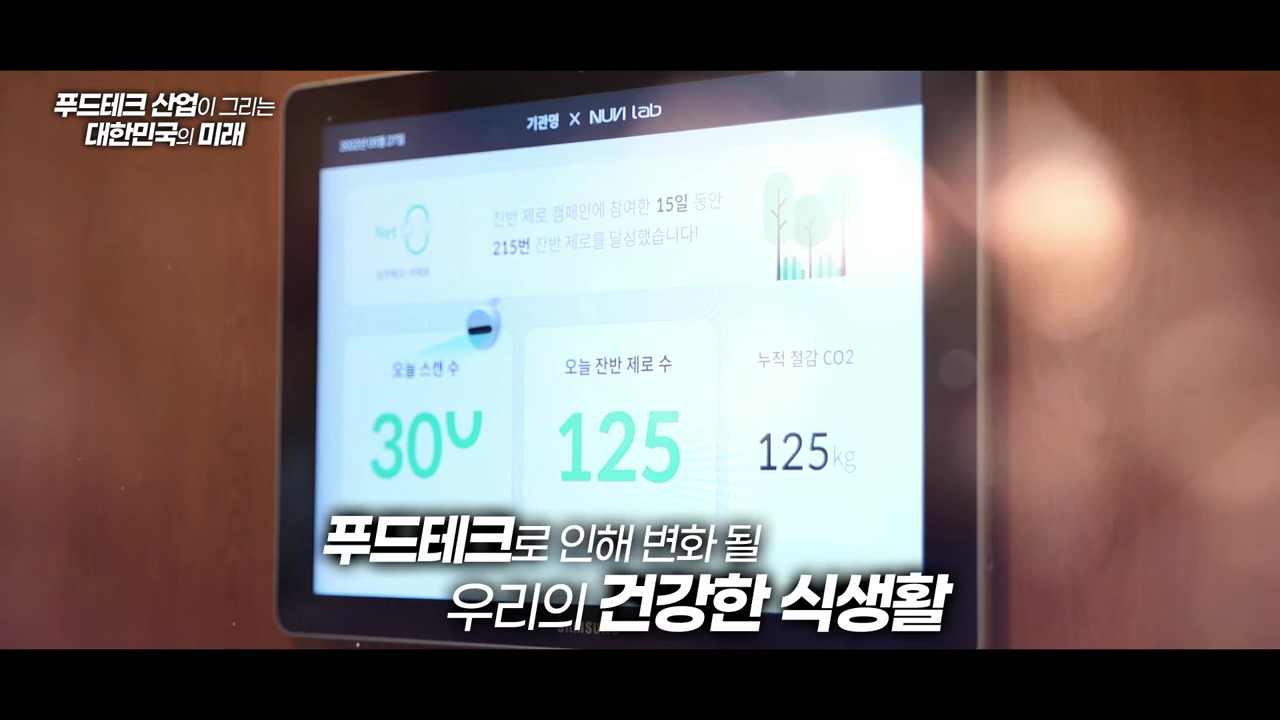 푸드테크 산업이 그리는
대한민국의 미래
기관명 X NUVI Lab
잔반 제로 캠페인에 참여한 15일 동안
215번 잔반 제로를 달성했습니다!
Net
오늘 스캔 수
오늘 잔반 제로 수
125
누적 절감 CO2
125kg
푸드테크로 인해 변화 될
우리의 건강한 식생활
SAMSUNG